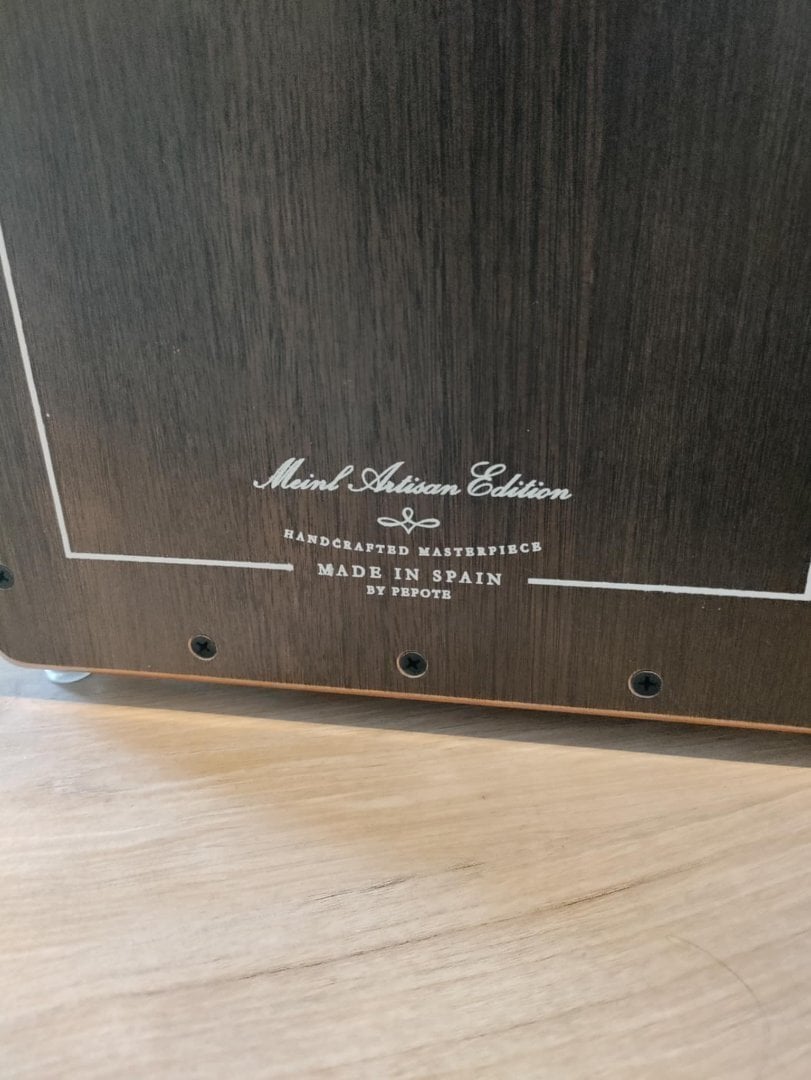 Meinl Artisan Edition
HANDCRAFTED MASTERPIECE
MADE IN SPAIN
BY PEPOTE